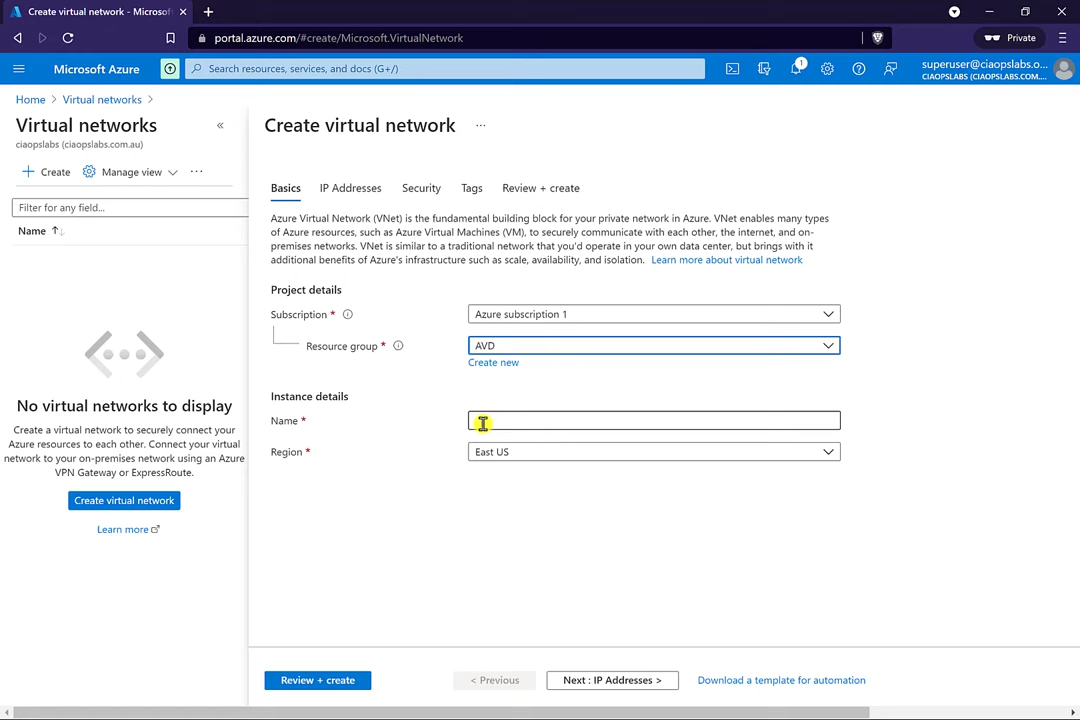 Create virtual network - Microsof
portal.azure.com/#create/Microsoft.VirtualNetwork
Private
Microsoft Azure
Search resources, services, and docs (G+/)
1
superuser@ciaopslabs.o...
CIAOPSLABS (CIAOPSLABS.COM....
Home > Virtual networks >
Virtual networks
ciaopslabs (ciaopslabs.com.au)
Create
Manage view
Filter for any field...
Name
No virtual networks to display
Create a virtual network to securely connect your
Azure resources to each other. Connect your virtual
network to your on-premises network using an Azure
VPN Gateway or ExpressRoute.
Create virtual network
Learn more
Create virtual network
Basics
IP Addresses
Security
Tags
Review + create
Azure Virtual Network (VNet) is the fundamental building block for your private network in Azure. VNet enables many types
of Azure resources, such as Azure Virtual Machines (VM), to securely communicate with each other, the internet, and on-
premises networks. VNet is similar to a traditional network that you'd operate in your own data center, but brings with it
additional benefits of Azure's infrastructure such as scale, availability, and isolation. Learn more about virtual network
Project details
Subscription *
Azure subscription 1
Resource group *
AVD
Create new
Instance details
Name *
Region *
East US
Review + create
< Previous
Next : IP Addresses >
Download a template for automation